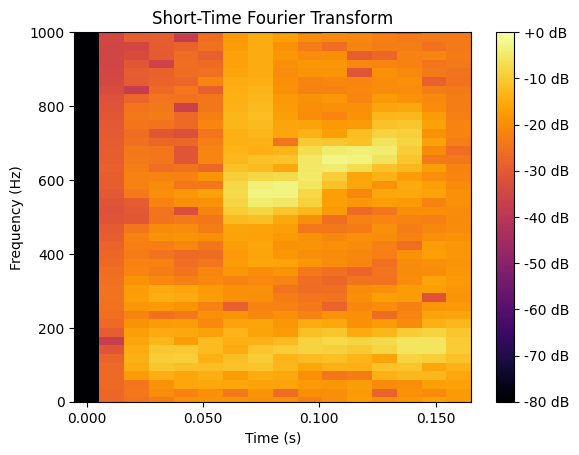 Short-Time Fourier Transform
1000
800
600
400
200
0
Frequency (Hz)
0.000
0.050
0.100
0.150
Time (s)
+0 dB
-10 dB
-20 dB
-30 dB
-40 dB
-50 dB
-60 dB
-70 dB
-80 dB